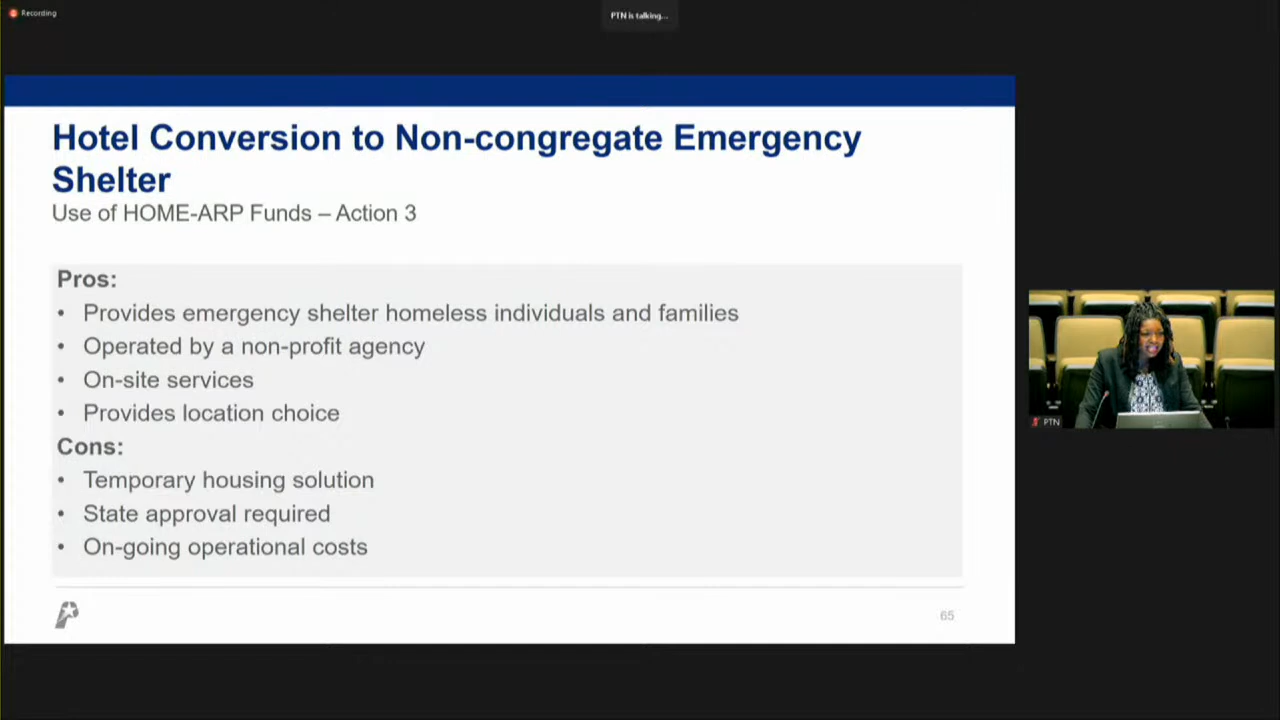 Recording
PTN is talking...
Hotel Conversion to Non-congregate Emergency
Shelter
Use of HOME-ARP Funds – Action 3
Pros:
• Provides emergency shelter homeless individuals and families
• Operated by a non-profit agency
• On-site services
• Provides location choice
Cons:
• Temporary housing solution
• State approval required
• On-going operational costs
65
PTN